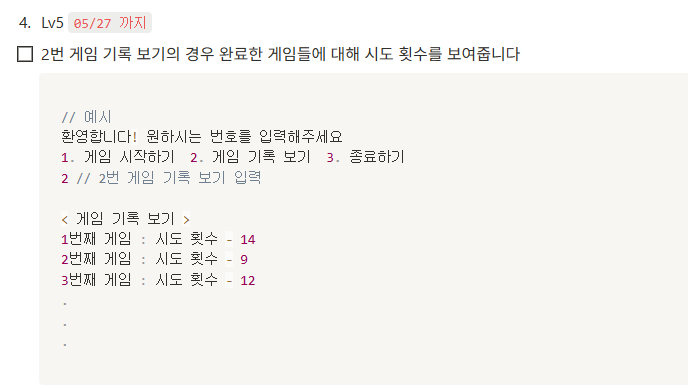 4. Lv5 05/27 까지
2번 게임 기록 보기의 경우 완료한 게임들에 대해 시도 횟수를 보여줍니다
// 예시
환영합니다! 원하시는 번호를 입력해주세요
1. 게임 시작하기  2. 게임 기록 보기  3. 종료하기
2 // 2번 게임 기록 보기 입력
< 게임 기록 보기 >
1번째 게임 : 시도 횟수 - 14
2번째 게임 : 시도 횟수 - 9
3번째 게임 : 시도 횟수 - 12
.
.
.